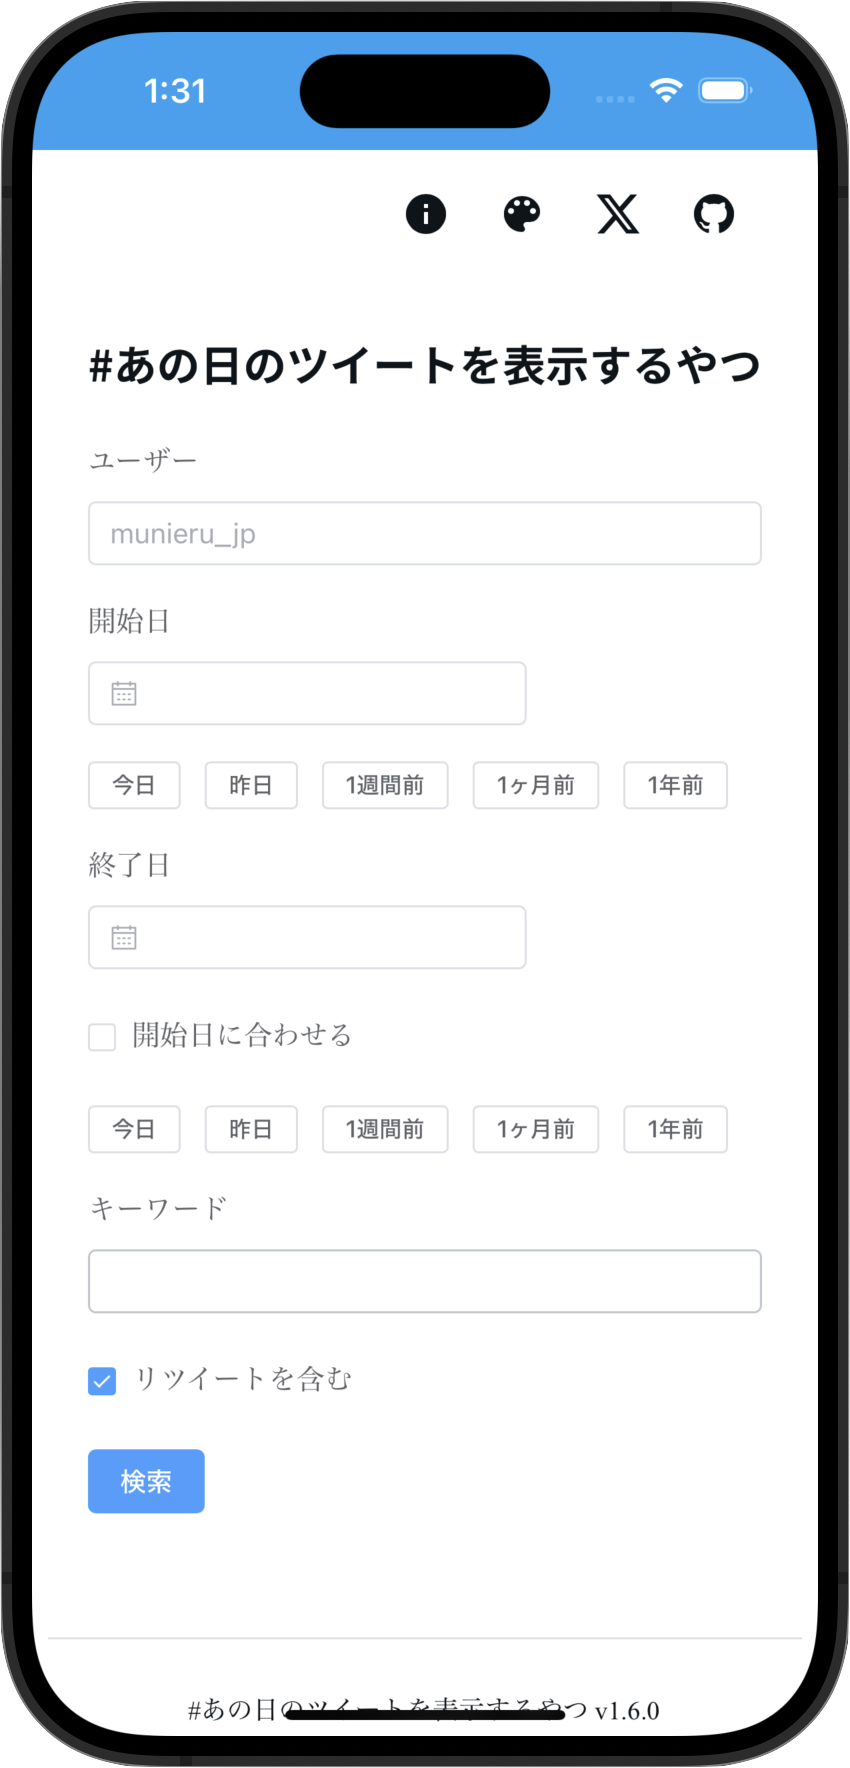 1:31
#あの日のツイートを表示するやつ
ユーザー
munieru_jp
開始日
今日 昨日 1週間前 1ヶ月前 1年前
終了日
開始日に合わせる
今日 昨日 1週間前 1ヶ月前 1年前
キーワード
リツイートを含む
検索
#あの日のツイートを表示するやつ v1.6.0